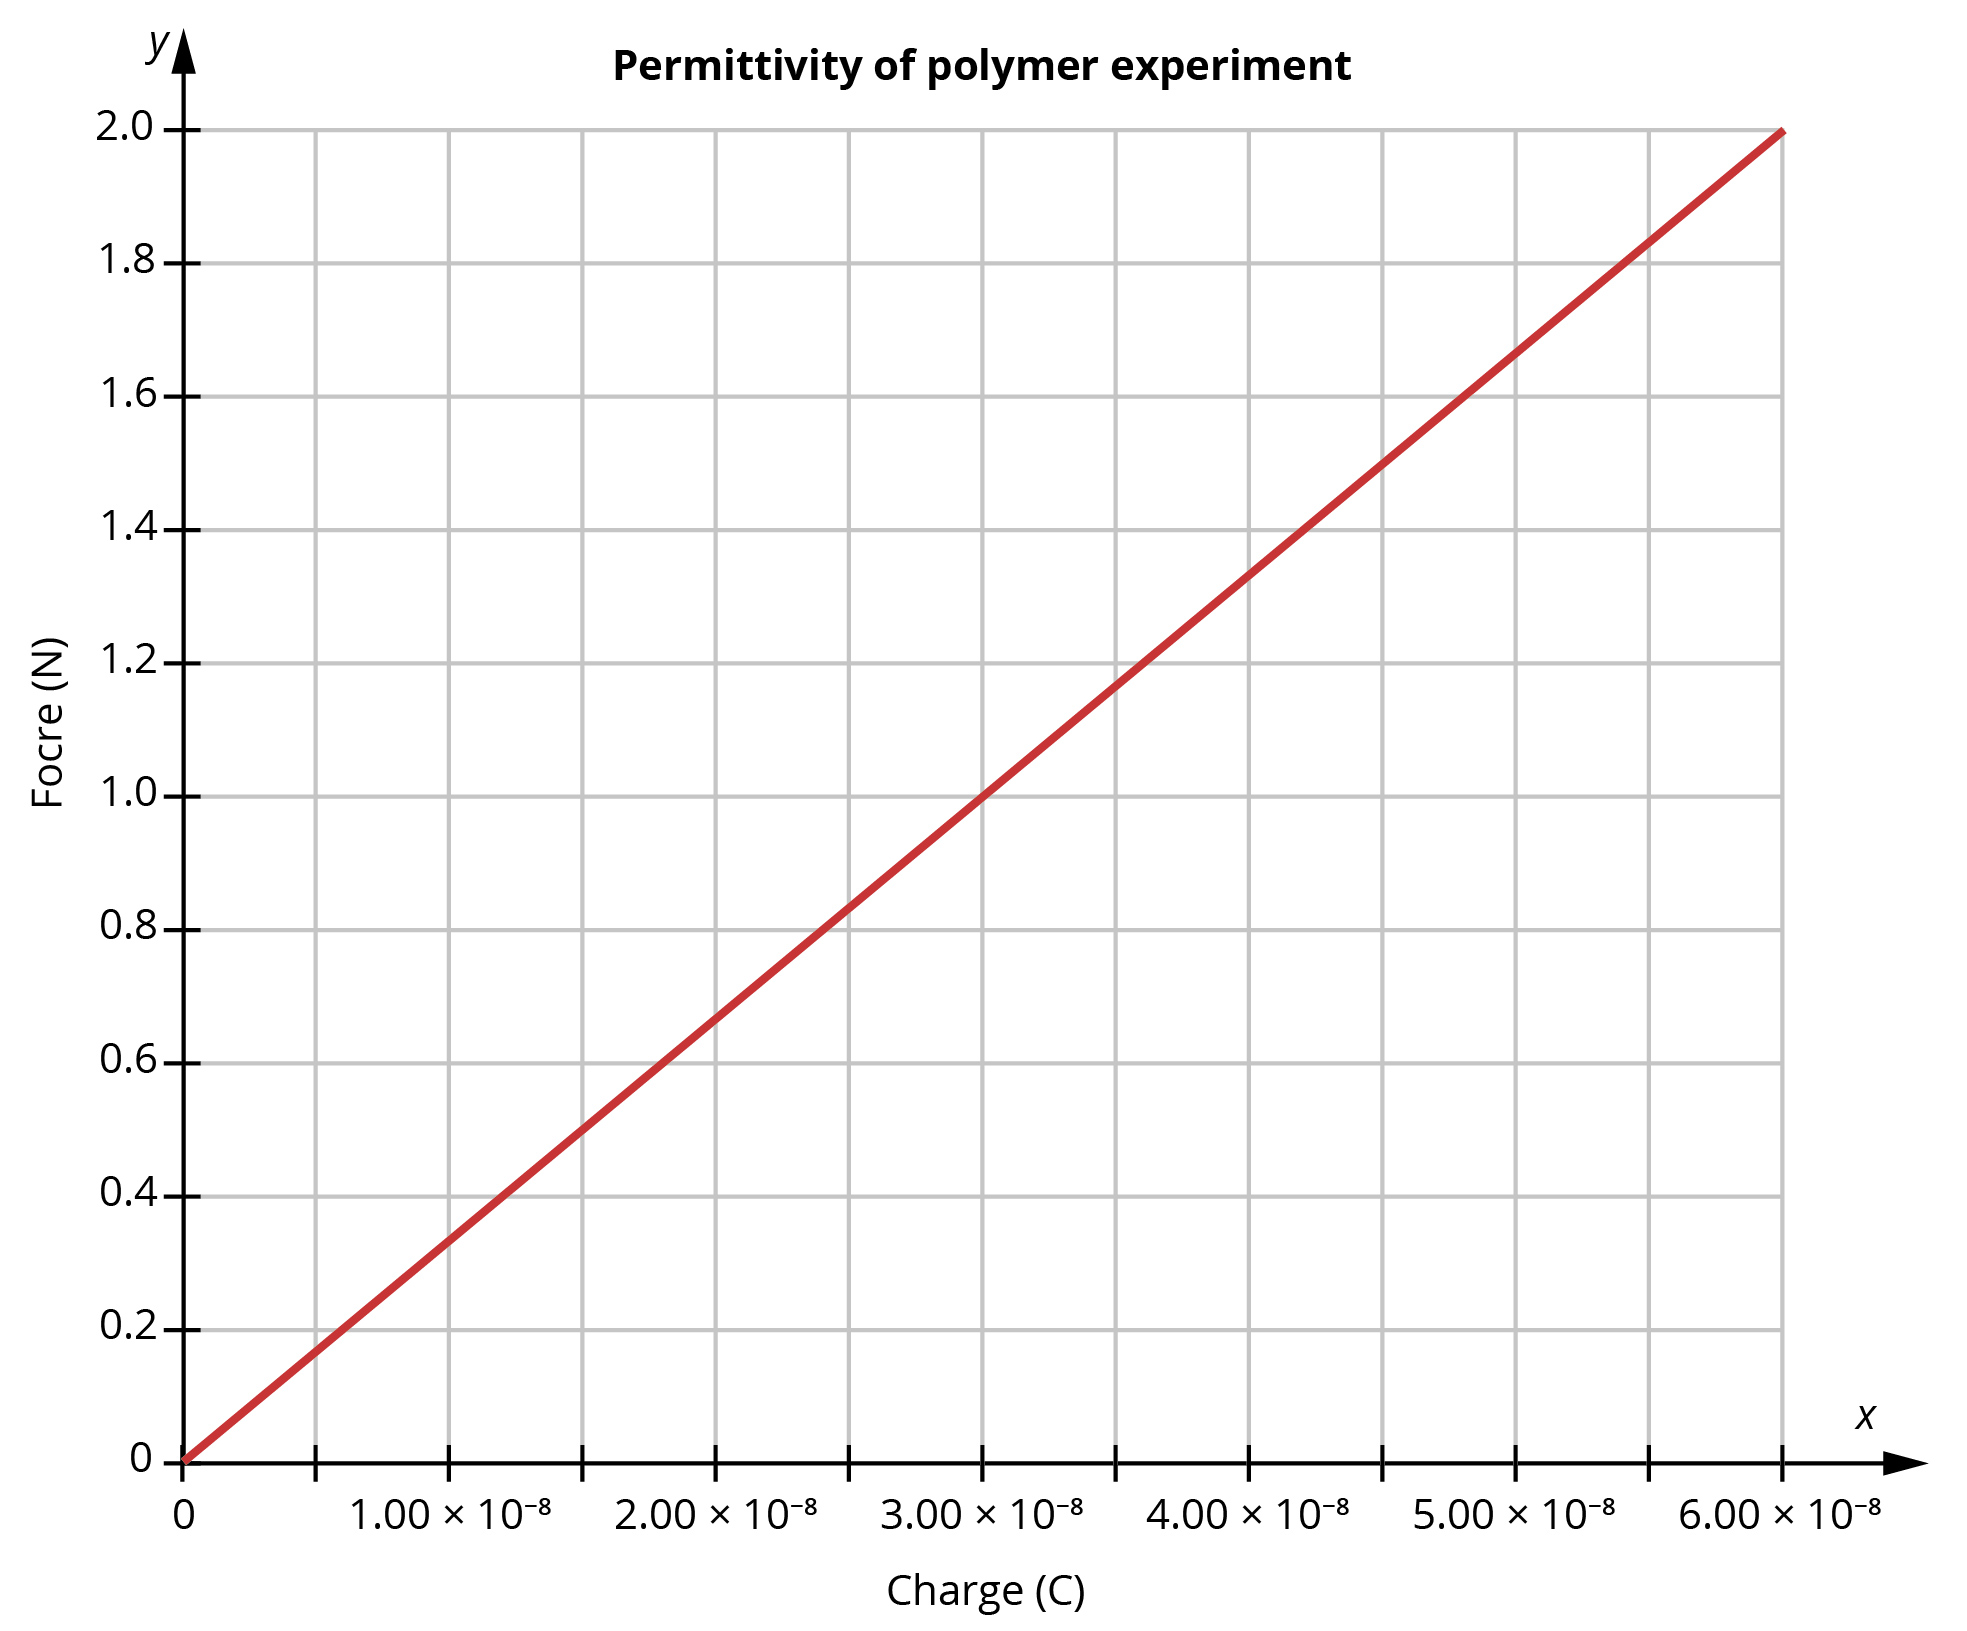 y
Permittivity of polymer experiment
2.0
1.8
1.6
1.4
1.2
1.0
0.8
0.6
0.4
0.2
0
Focre (N)
x
0 1.00 × 10⁻⁸ 2.00 × 10⁻⁸ 3.00 × 10⁻⁸ 4.00 × 10⁻⁸ 5.00 × 10⁻⁸ 6.00 × 10⁻⁸
Charge (C)